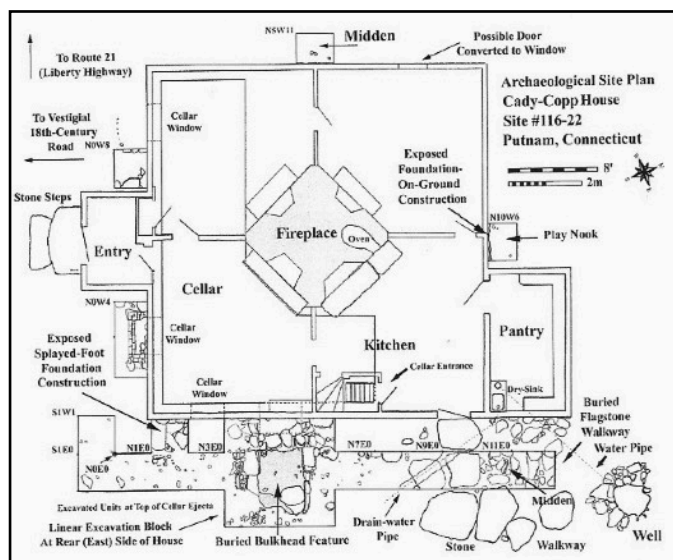 N8W11
Midden
Possible Door
Converted to Window
To Route 21
(Liberty Highway)
Archaeological Site Plan
Cady-Copp House
Site #116-22
Putnam, Connecticut
8'
2m
Cellar
Window
To Vestigial
18th-Century
Road
N0W8
Exposed
Foundation-
On-Ground
Construction
Stone Steps
N10W6
Play Nook
Fireplace
Oven
Entry
Cellar
Pantry
N0W4
Cellar
Window
Kitchen
Exposed
Splayed-Foot
Foundation
Construction
Cellar Entrance
Cellar
Window
Dry-Sink
Buried
Flagstone
Walkway
Water Pipe
S1W1
S1E0
N1E0
N3E0
N7E0
N9E0
N11E0
N0E0
Midden
Excavated Units at Top of Cellar Ejecta
Linear Excavation Block
At Rear (East) Side of House
Drain-water
Pipe
Buried Bulkhead Feature
Stone
Walkway
Well